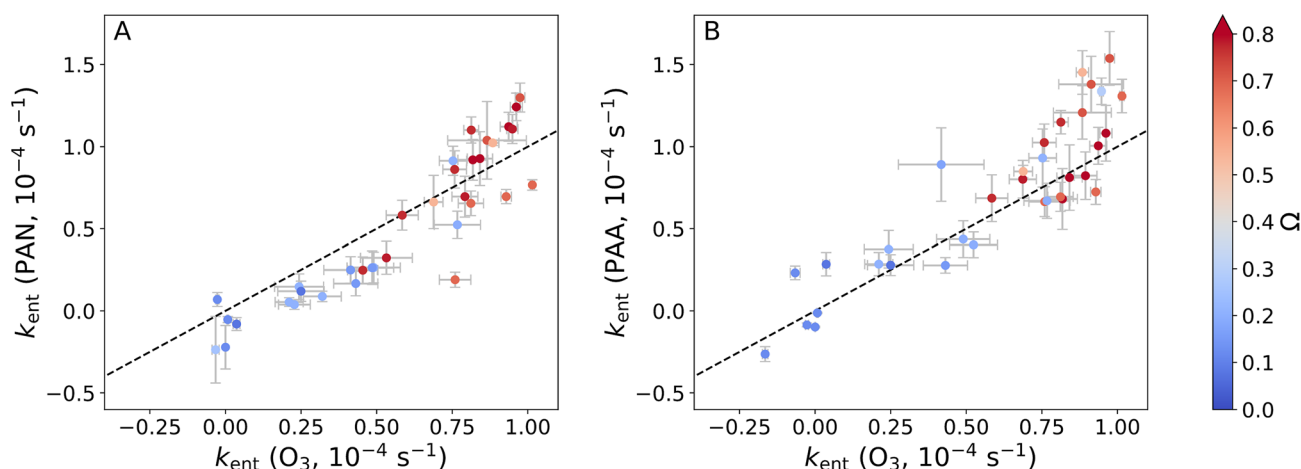 A
k_ent (PAN, 10⁻⁴ s⁻¹)
1.5
1.0
0.5
0.0
−0.5
−0.25 0.00 0.25 0.50 0.75 1.00
k_ent (O₃, 10⁻⁴ s⁻¹)
B
k_ent (PAA, 10⁻⁴ s⁻¹)
1.5
1.0
0.5
0.0
−0.5
−0.25 0.00 0.25 0.50 0.75 1.00
k_ent (O₃, 10⁻⁴ s⁻¹)
0.8
0.7
0.6
0.5
0.4
0.3
0.2
0.1
0.0
Ω